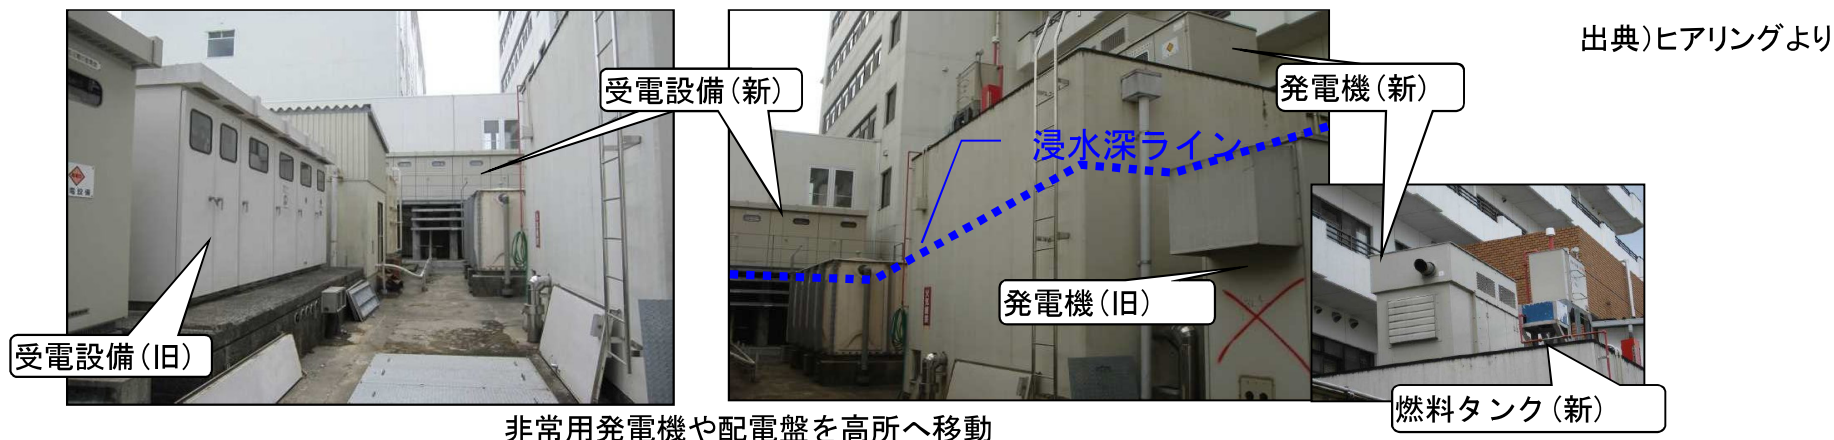 出典)ヒアリングより
受電設備(新)
発電機(新)
浸水深ライン
発電機(旧)
受電設備(旧)
燃料タンク(新)
非常用発電機や配電盤を高所へ移動